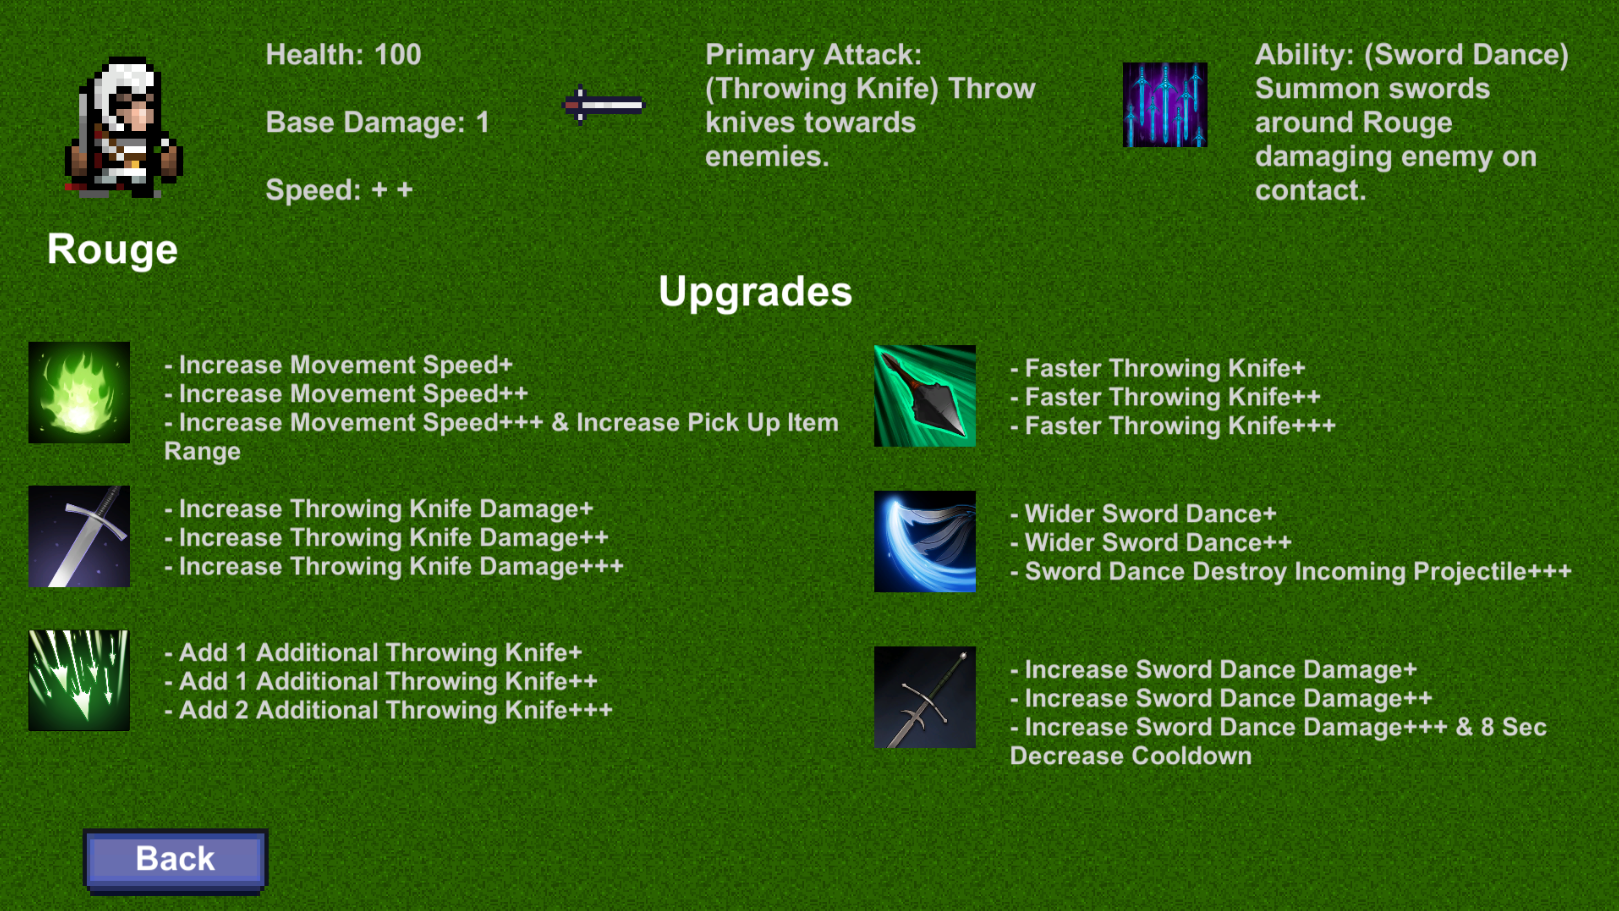 Health: 100
Base Damage: 1
Speed: + +
Primary Attack:
(Throwing Knife) Throw
knives towards
enemies.
Ability: (Sword Dance)
Summon swords
around Rouge
damaging enemy on
contact.
Rouge
Upgrades
- Increase Movement Speed+
- Increase Movement Speed++
- Increase Movement Speed+++ & Increase Pick Up Item
Range
- Increase Throwing Knife Damage+
- Increase Throwing Knife Damage++
- Increase Throwing Knife Damage+++
- Add 1 Additional Throwing Knife+
- Add 1 Additional Throwing Knife++
- Add 2 Additional Throwing Knife+++
- Faster Throwing Knife+
- Faster Throwing Knife++
- Faster Throwing Knife+++
- Wider Sword Dance+
- Wider Sword Dance++
- Sword Dance Destroy Incoming Projectile+++
- Increase Sword Dance Damage+
- Increase Sword Dance Damage++
- Increase Sword Dance Damage+++ & 8 Sec
Decrease Cooldown
Back